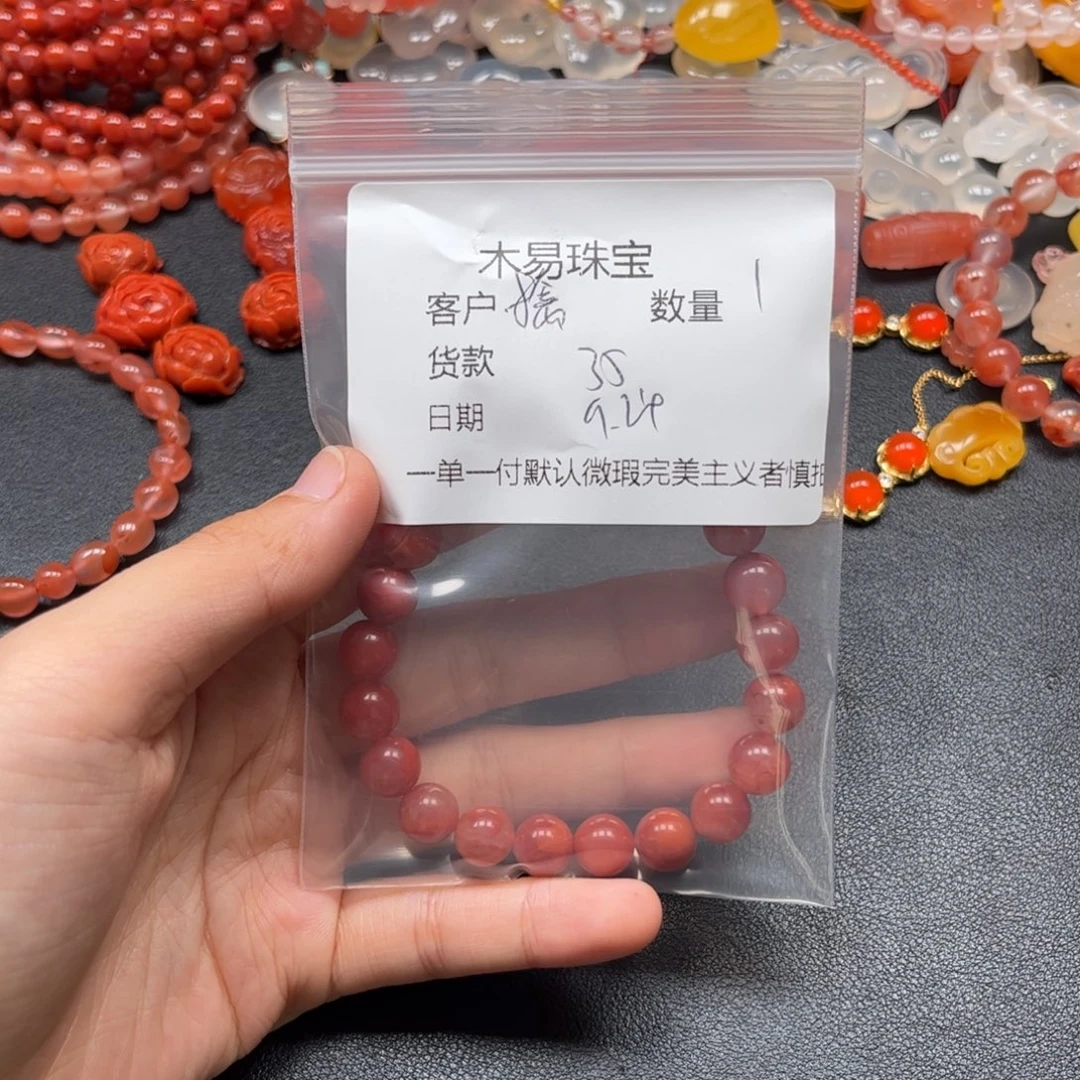 木易珠宝
客户 数量 1
货款 35
日期 9.24
一单一付默认微瑕完美主义者慎拍